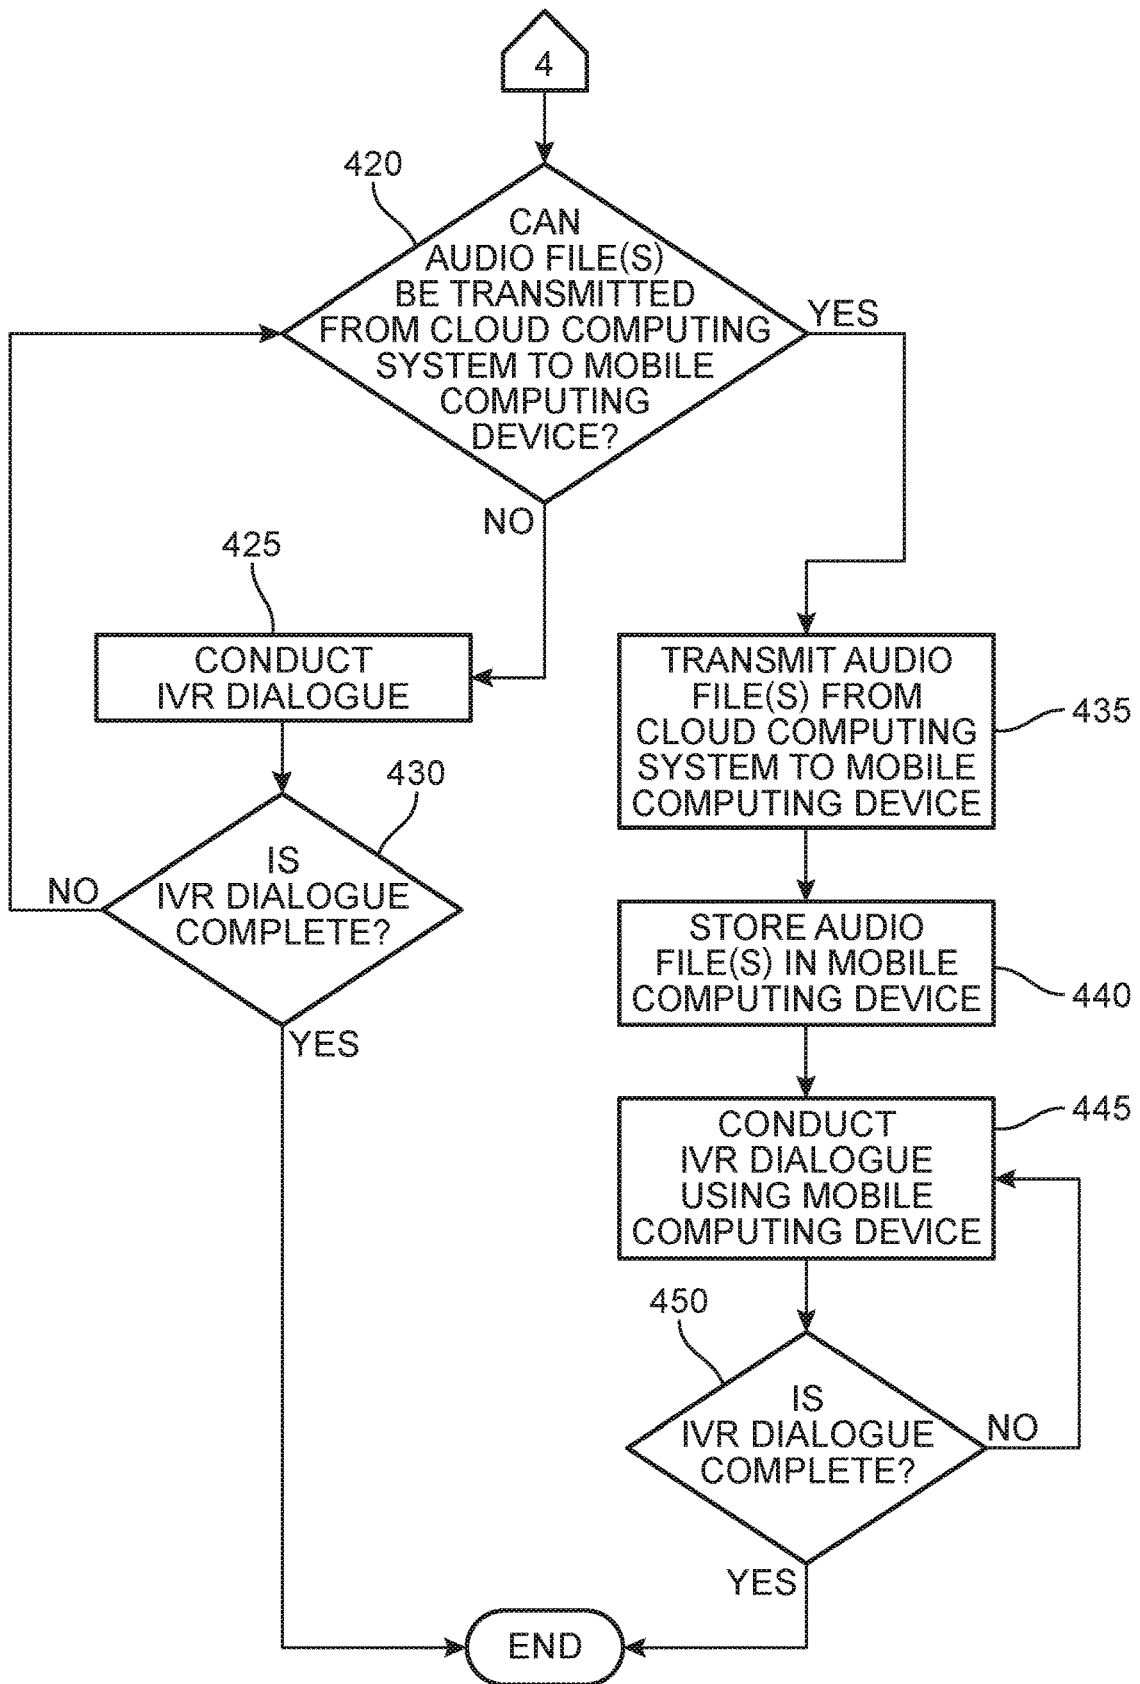 4
420
CAN
AUDIO FILE(S)
BE TRANSMITTED
FROM CLOUD COMPUTING
SYSTEM TO MOBILE
COMPUTING
DEVICE?
YES
NO
425
CONDUCT
IVR DIALOGUE
430
IS
IVR DIALOGUE
COMPLETE?
NO
YES
TRANSMIT AUDIO
FILE(S) FROM
CLOUD COMPUTING
SYSTEM TO MOBILE
COMPUTING DEVICE
435
STORE AUDIO
FILE(S) IN MOBILE
COMPUTING DEVICE
440
CONDUCT
IVR DIALOGUE
USING MOBILE
COMPUTING DEVICE
445
450
IS
IVR DIALOGUE
COMPLETE?
NO
YES
END